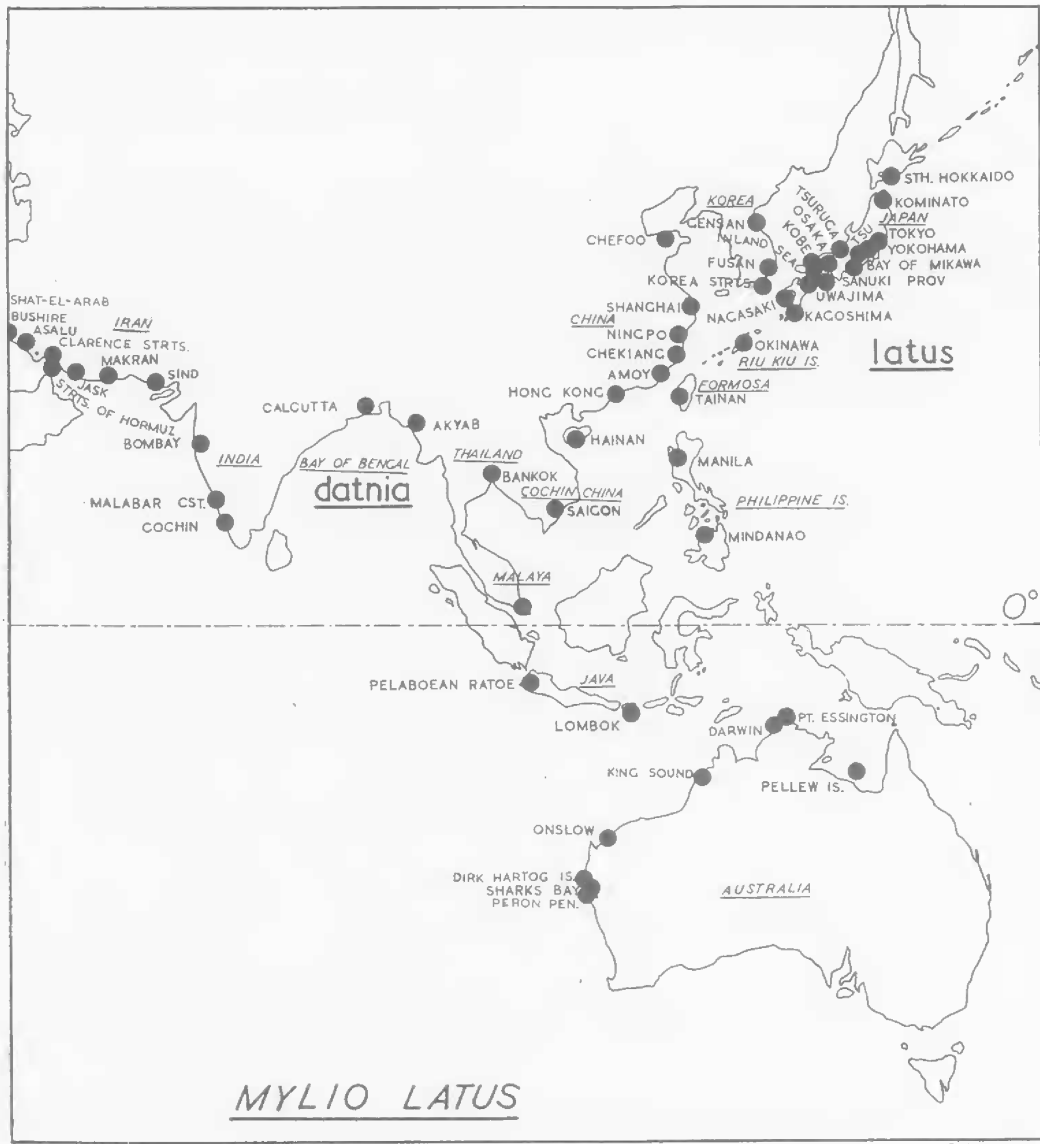 STH. HOKKAIDO
KOMINATO
JAPAN
TOKYO
YOKOHAMA
TSU
BAY OF MIKAWA
SANUKI PROV
UWAJIMA
KAGOSHIMA
NAGASAKI
TSURUGA
OSAKA
KOBE
INLAND SEA
KOREA
GENSAN
FUSAN
KOREA STRTS.
CHEFOO
SHANGHAI
CHINA
NINGPO
CHEKIANG
AMOY
HONG KONG
OKINAWA
RIU KIU IS.
latus
FORMOSA
TAINAN
HAINAN
MANILA
PHILIPPINE IS.
MINDANAO
SHAT-EL-ARAB
BUSHIRE
ASALU
IRAN
CLARENCE STRTS.
MAKRAN
SIND
JASK
STRTS. OF HORMUZ
BOMBAY
INDIA
MALABAR CST.
COCHIN
CALCUTTA
AKYAB
BAY OF BENGAL
datnia
THAILAND
BANKOK
COCHIN CHINA
SAIGON
MALAYA
0°
PELABOEAN RATOE
JAVA
LOMBOK
DARWIN
PT. ESSINGTON
KING SOUND
PELLEW IS.
ONSLOW
DIRK HARTOG IS.
SHARKS BAY
PERON PEN.
AUSTRALIA
MYLIO LATUS